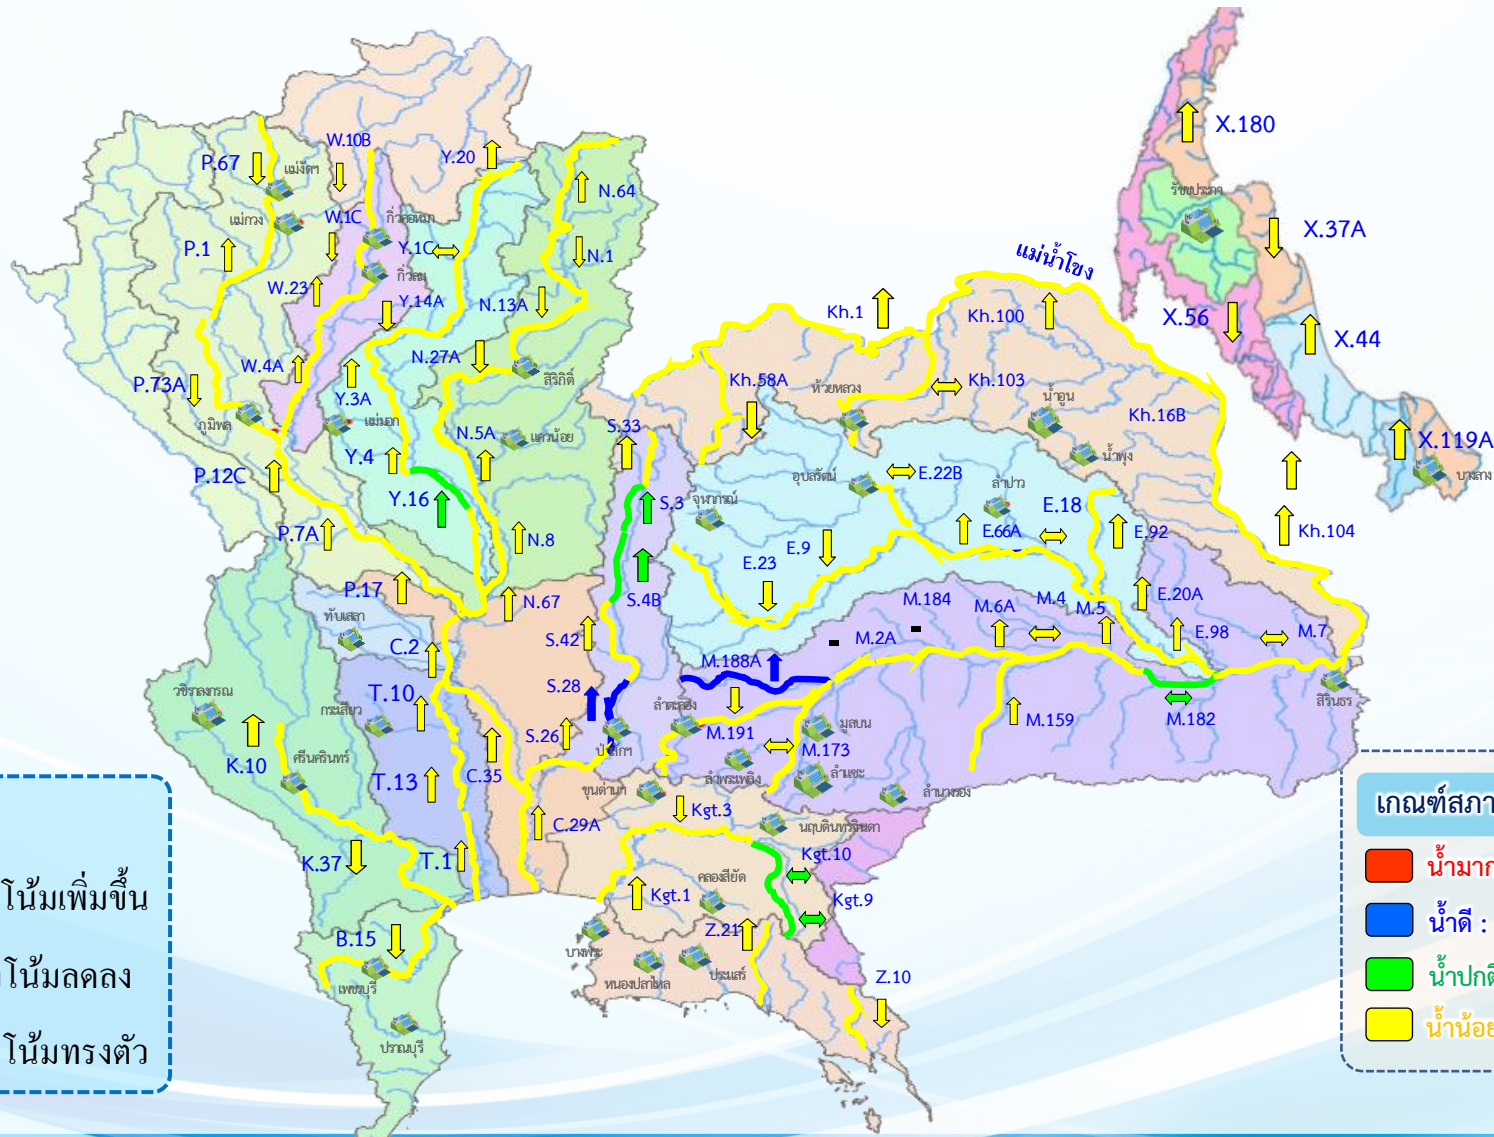 X.180
W.10B
Y.20
P.67
แม่งัดฯ
N.64
รัชชประภา
แม่กวง
W.1C
กิ่วคอหมา
X.37A
P.1
Y.1C
N.1
แม่น้ำโขง
กิ่วลม
W.23
Y.14A
N.13A
Kh.1
Kh.100
X.56
X.44
W.4A
N.27A
สิริกิติ์
P.73A
Y.3A
Kh.58A
ห้วยหลวง
Kh.103
น้ำอูน
Kh.16B
ภูมิพล
แม่มอก
N.5A
แควน้อย
S.33
X.119A
Y.4
น้ำพุง
P.12C
อุบลรัตน์
E.22B
ลำปาว
บางลาง
Y.16
S.3
จุฬาภรณ์
E.18
P.7A
N.8
E.9
E.66A
E.92
Kh.104
E.23
P.17
N.67
S.4B
M.184
M.6A
M.4
M.5
E.20A
ทับเสลา
C.2
S.42
M.2A
E.98
M.7
M.188A
วชิราลงกรณ
T.10
S.28
ลำตะคอง
สิรินธร
กระเสียว
S.26
ป่าสักฯ
M.191
มูลบน
M.159
M.182
K.10
ศรีนครินทร์
C.35
M.173
T.13
ลำพระเพลิง
ลำแชะ
ขุนด่านฯ
ลำนางรอง
เกณฑ์สภา
C.29A
Kgt.3
นฤบดินทรจินดา
K.37
T.1
Kgt.10
น้ำมาก
คลองสียัด
โน้มเพิ่มขึ้น
Kgt.1
Kgt.9
น้ำดี :
B.15
Z.21
บางพระ
โน้มลดลง
เพชรบุรี
หนองปลาไหล
ประแสร์
Z.10
น้ำปกติ
น้ำน้อย
ปราณบุรี
โน้มทรงตัว